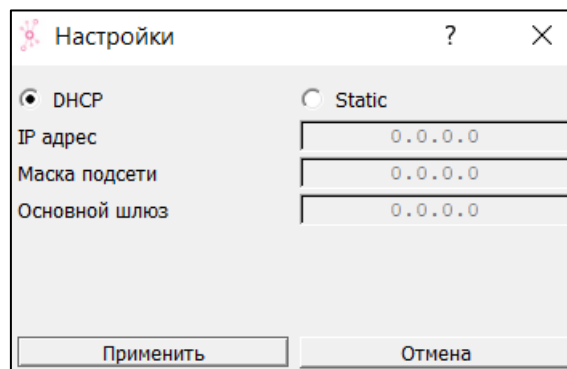 Настройки ?
DHCP Static
IP адрес 0.0.0.0
Маска подсети 0.0.0.0
Основной шлюз 0.0.0.0
Применить Отмена